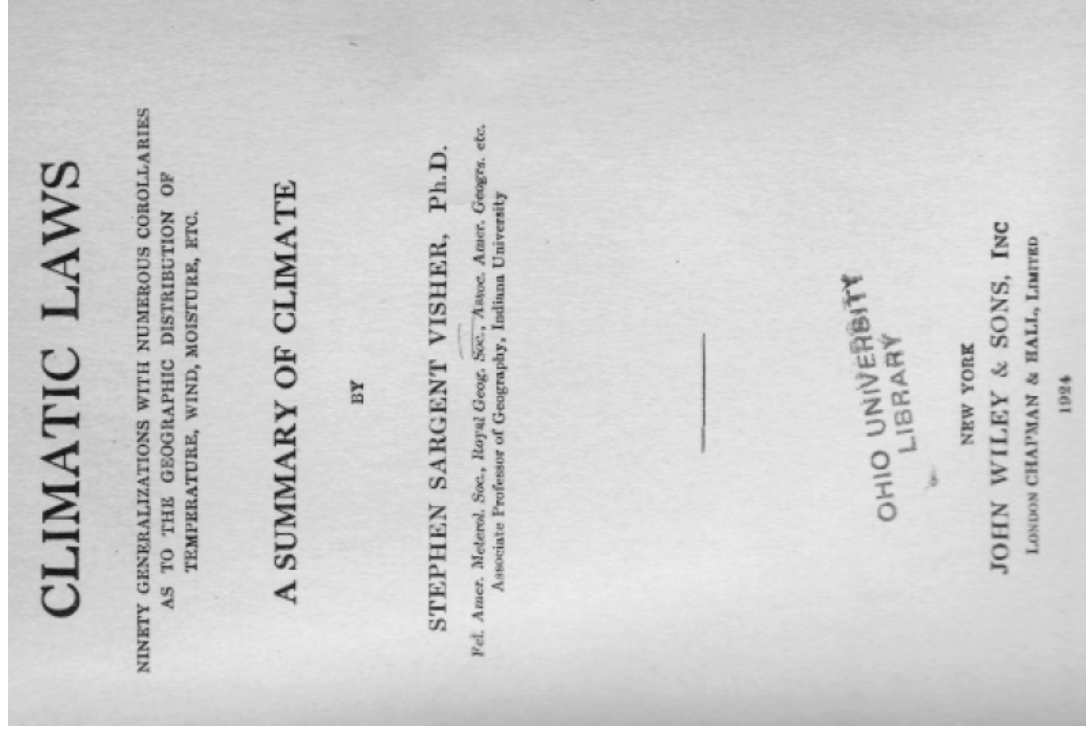 CLIMATIC LAWS
NINETY GENERALIZATIONS WITH NUMEROUS COROLLARIES
AS TO THE GEOGRAPHIC DISTRIBUTION OF
TEMPERATURE, WIND, MOISTURE, ETC.
A SUMMARY OF CLIMATE
BY
STEPHEN SARGENT VISHER, Ph.D.
Fel. Amer. Meterol. Soc., Royal Geog. Soc., Assoc. Amer. Geogrs. etc.
Associate Professor of Geography, Indiana University
OHIO UNIVERSITY
LIBRARY
NEW YORK
JOHN WILEY & SONS, INC
LONDON CHAPMAN & HALL, LIMITED
1924